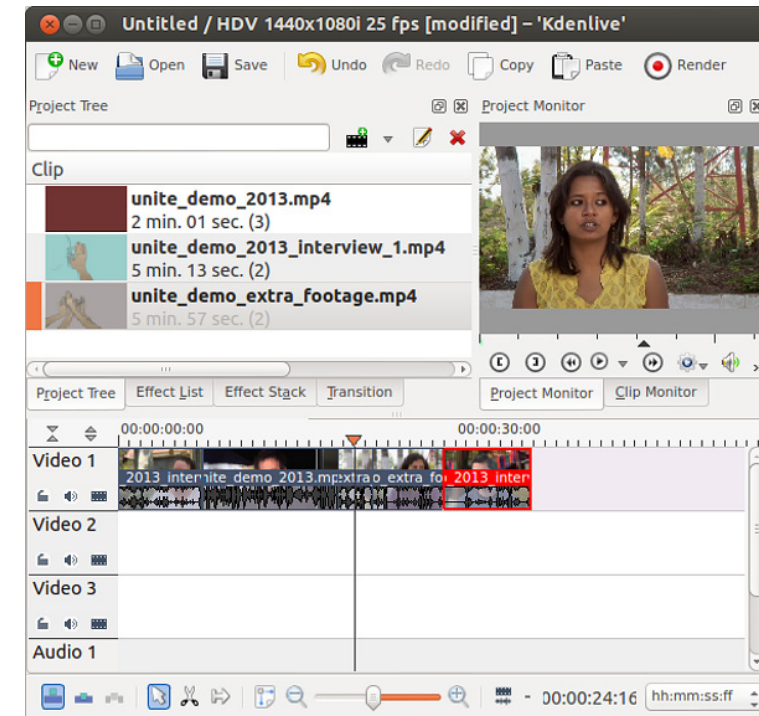 Untitled / HDV 1440x1080i 25 fps [modified] – 'Kdenlive'
New Open Save Undo Redo Copy Paste Render
Project Tree
Project Monitor
Clip
unite_demo_2013.mp4
2 min. 01 sec. (3)
unite_demo_2013_interview_1.mp4
5 min. 13 sec. (2)
unite_demo_extra_footage.mp4
5 min. 57 sec. (2)
Project Tree Effect List Effect Stack Transition
Project Monitor Clip Monitor
00:00:00:00 00:00:30:00
Video 1
2013_inter nite_demo_2013.mp extra o_extra_fo 2013_inter
Video 2
Video 3
Audio 1
00:00:24:16 hh:mm:ss:ff